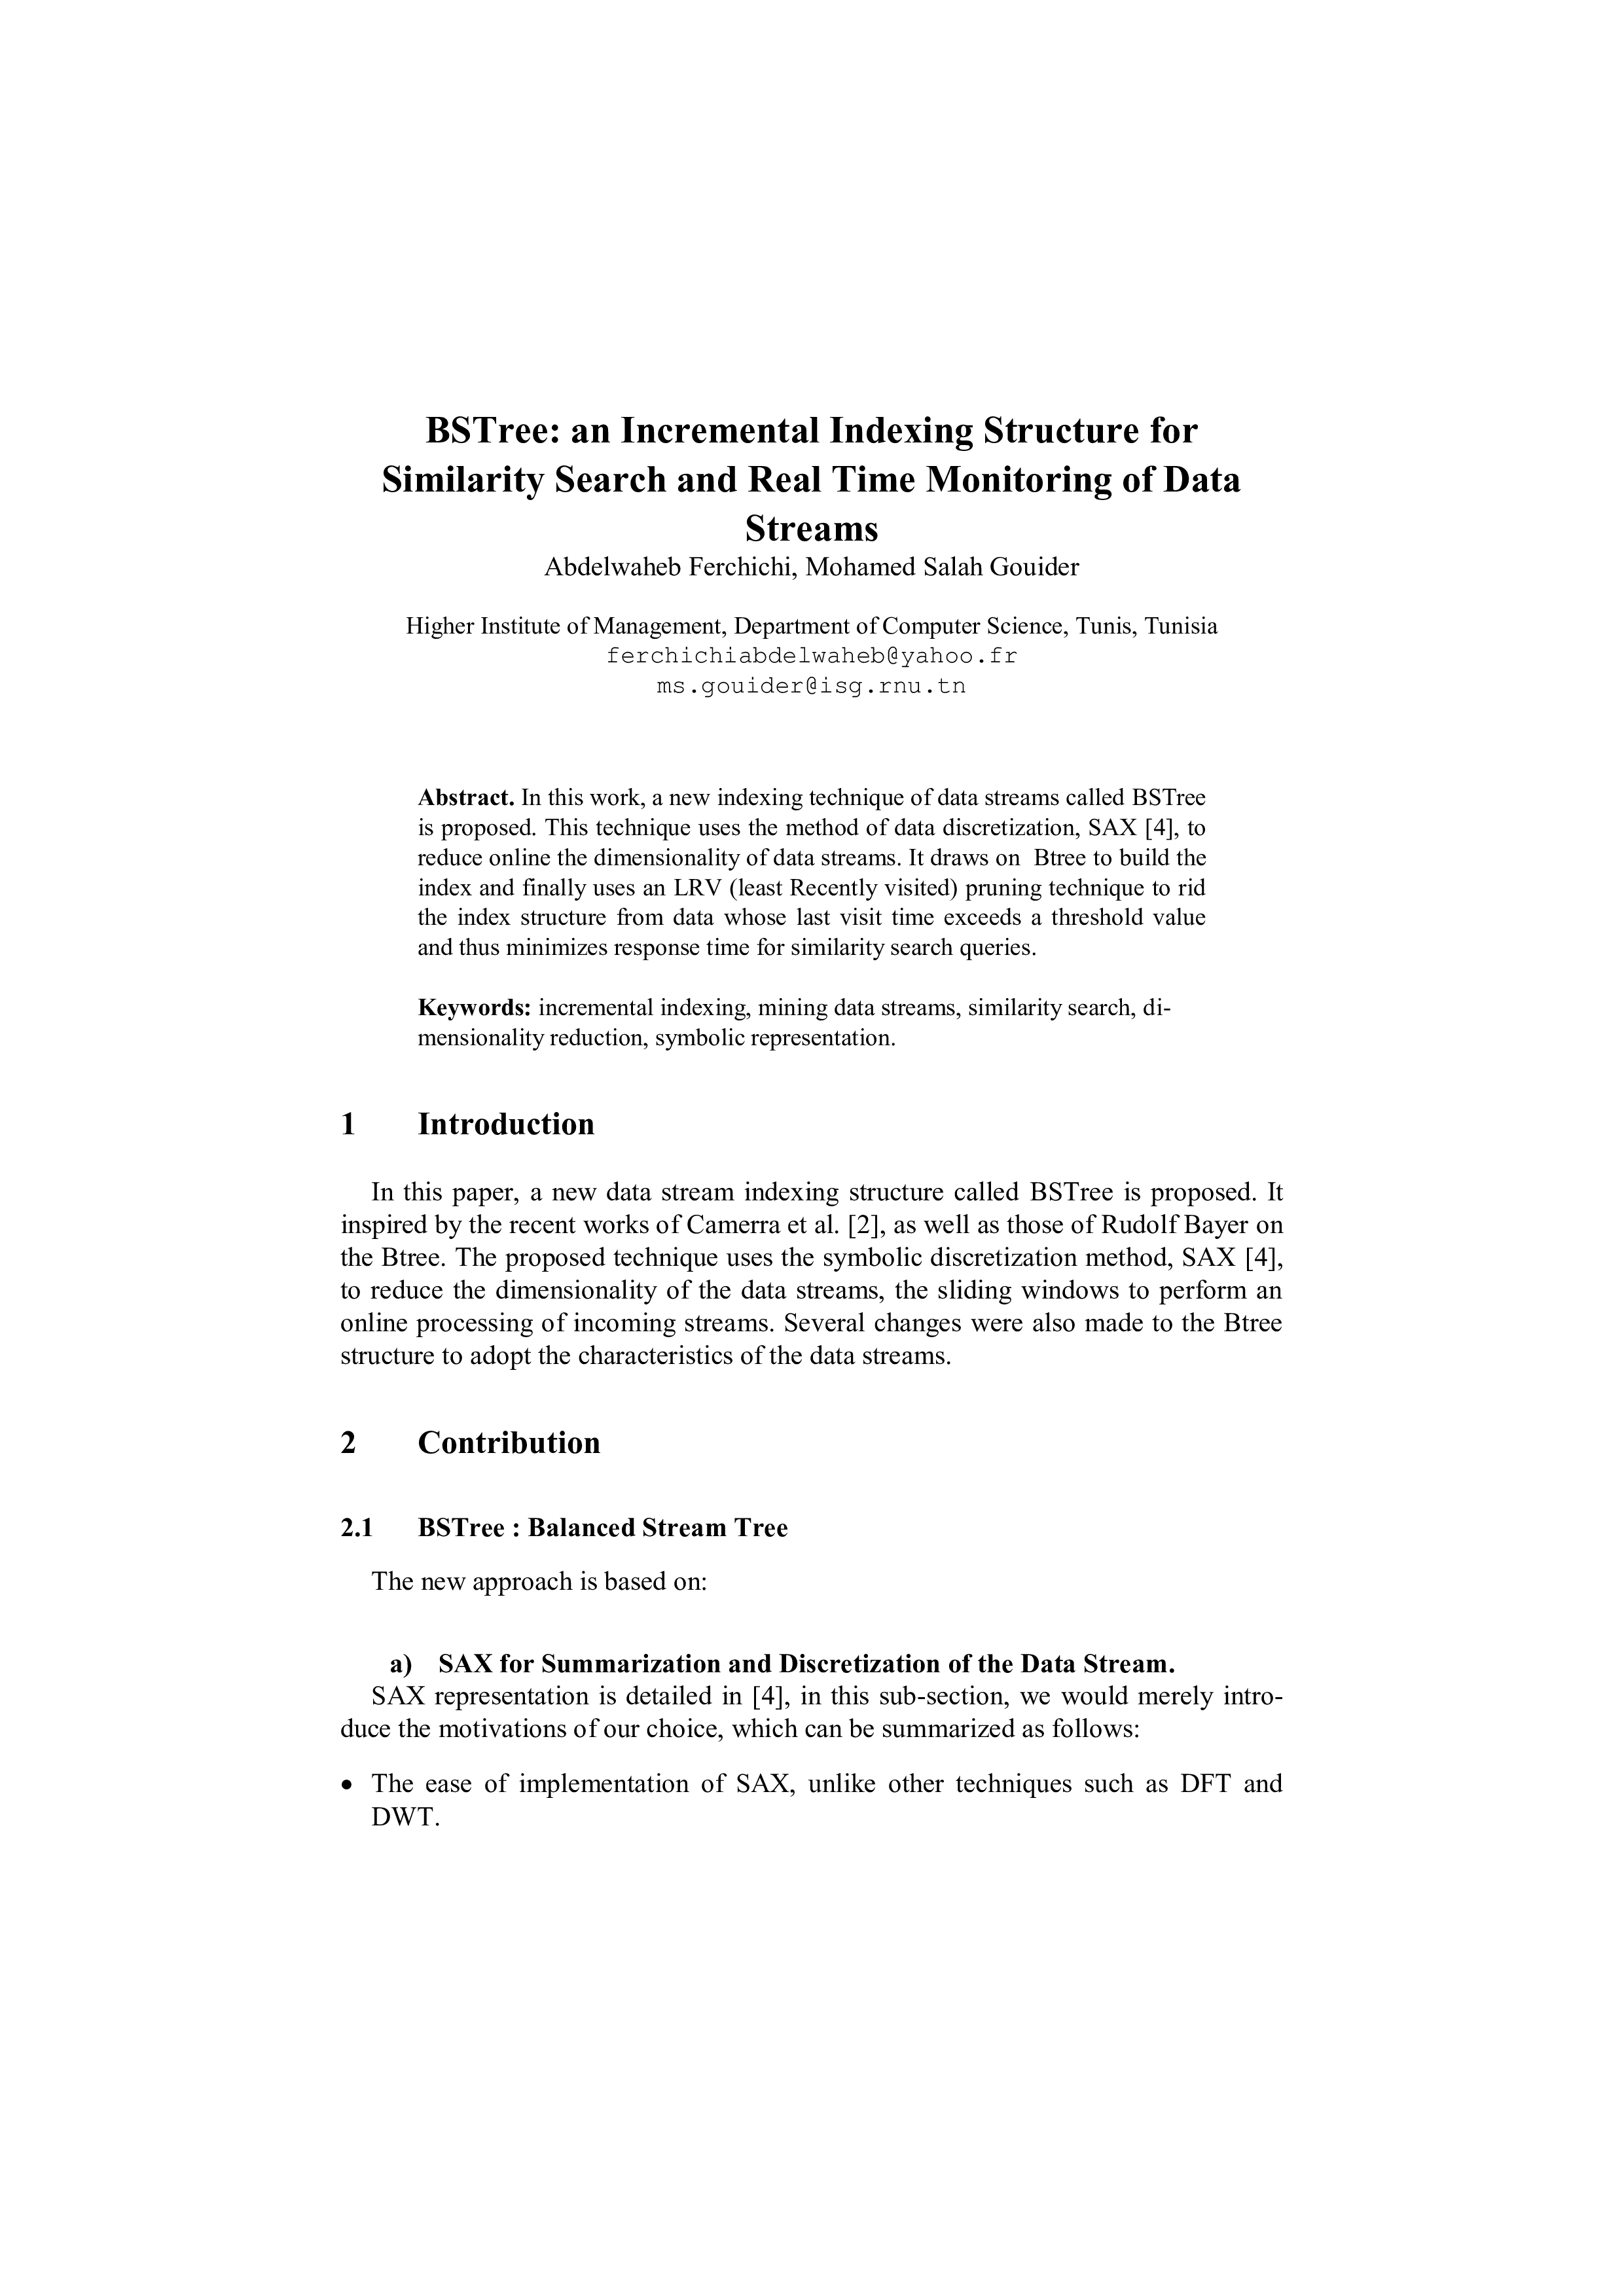 BSTree: an Incremental Indexing Structure for
Similarity Search and Real Time Monitoring of Data
Streams
Abdelwaheb Ferchichi, Mohamed Salah Gouider
Higher Institute of Management, Department of Computer Science, Tunis, Tunisia
ferchichiabdelwaheb@yahoo.fr
ms.gouider@isg.rnu.tn
Abstract. In this work, a new indexing technique of data streams called BSTree
is proposed. This technique uses the method of data discretization, SAX [4], to
reduce online the dimensionality of data streams. It draws on Btree to build the
index and finally uses an LRV (least Recently visited) pruning technique to rid
the index structure from data whose last visit time exceeds a threshold value
and thus minimizes response time for similarity search queries.
Keywords: incremental indexing, mining data streams, similarity search, di-
mensionality reduction, symbolic representation.
1 Introduction
In this paper, a new data stream indexing structure called BSTree is proposed. It
inspired by the recent works of Camerra et al. [2], as well as those of Rudolf Bayer on
the Btree. The proposed technique uses the symbolic discretization method, SAX [4],
to reduce the dimensionality of the data streams, the sliding windows to perform an
online processing of incoming streams. Several changes were also made to the Btree
structure to adopt the characteristics of the data streams.
2 Contribution
2.1 BSTree : Balanced Stream Tree
The new approach is based on:
a) SAX for Summarization and Discretization of the Data Stream.
SAX representation is detailed in [4], in this sub-section, we would merely intro-
duce the motivations of our choice, which can be summarized as follows:
• The ease of implementation of SAX, unlike other techniques such as DFT and
DWT.